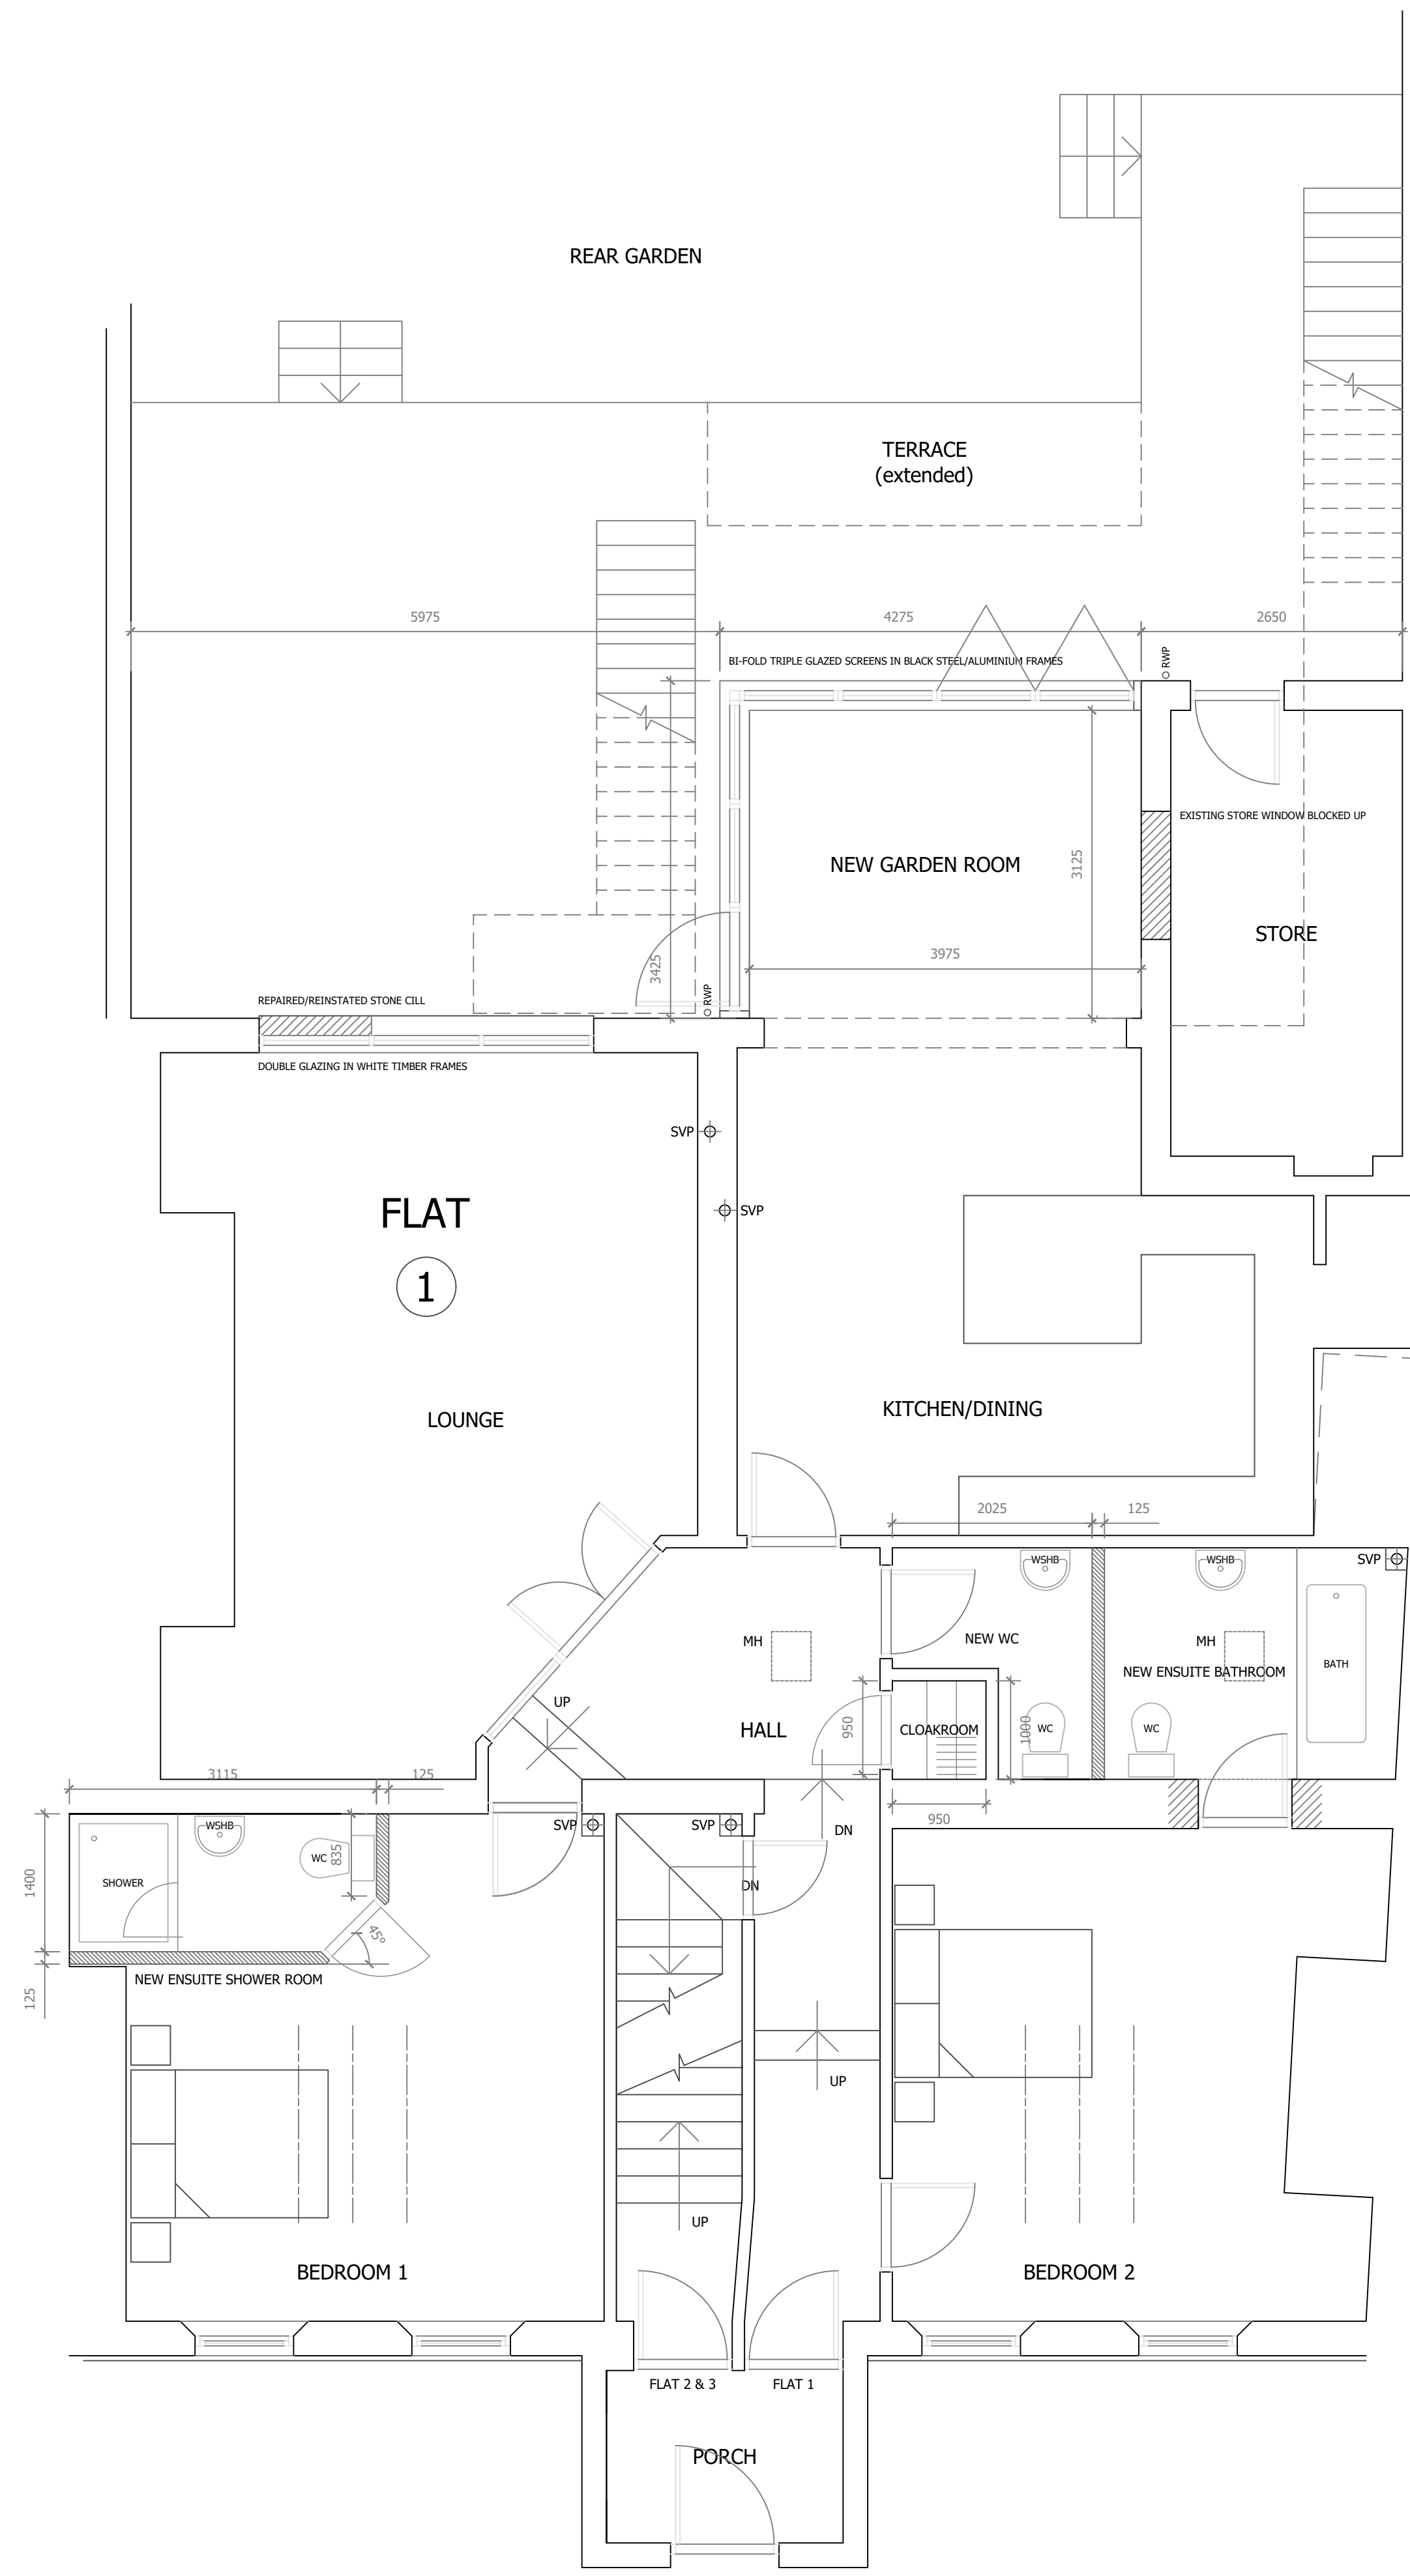 REAR GARDEN
TERRACE
(extended)
5975
4275
2650
BI-FOLD TRIPLE GLAZED SCREENS IN BLACK STEEL/ALUMINIUM FRAMES
RWP
EXISTING STORE WINDOW BLOCKED UP
NEW GARDEN ROOM
3125
STORE
3975
3425
RWP
REPAIRED/REINSTATED STONE CILL
DOUBLE GLAZING IN WHITE TIMBER FRAMES
SVP
SVP
FLAT
1
LOUNGE
KITCHEN/DINING
2025
125
WSHB
WSHB
SVP
MH
NEW WC
MH
NEW ENSUITE BATHROOM
BATH
UP
HALL
950
CLOAKROOM
1000
WC
WC
3115
125
950
SVP
SVP
DN
WSHB
WC
835
SHOWER
1400
DN
45°
NEW ENSUITE SHOWER ROOM
125
UP
UP
BEDROOM 1
BEDROOM 2
FLAT 2 & 3
FLAT 1
PORCH